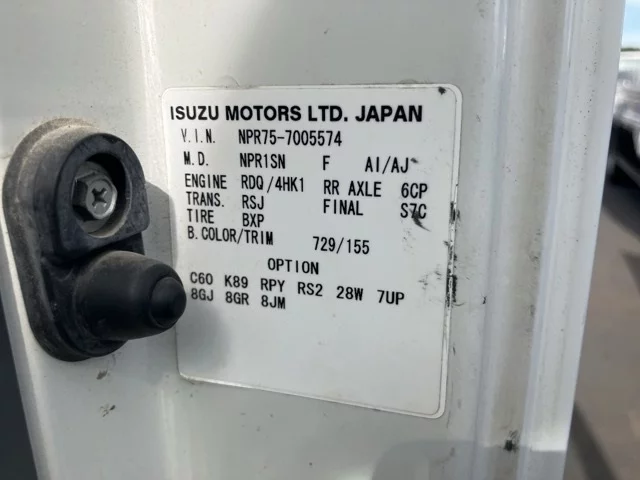 ISUZU MOTORS LTD. JAPAN
V.I.N. NPR75-7005574
M.D. NPR1SN F AI/AJ
ENGINE RDQ/4HK1 RR AXLE 6CP
TRANS. RSJ FINAL S7C
TIRE BXP
B.COLOR/TRIM 729/155
OPTION
C60 K89 RPY RS2 28W 7UP
8GJ 8GR 8JM